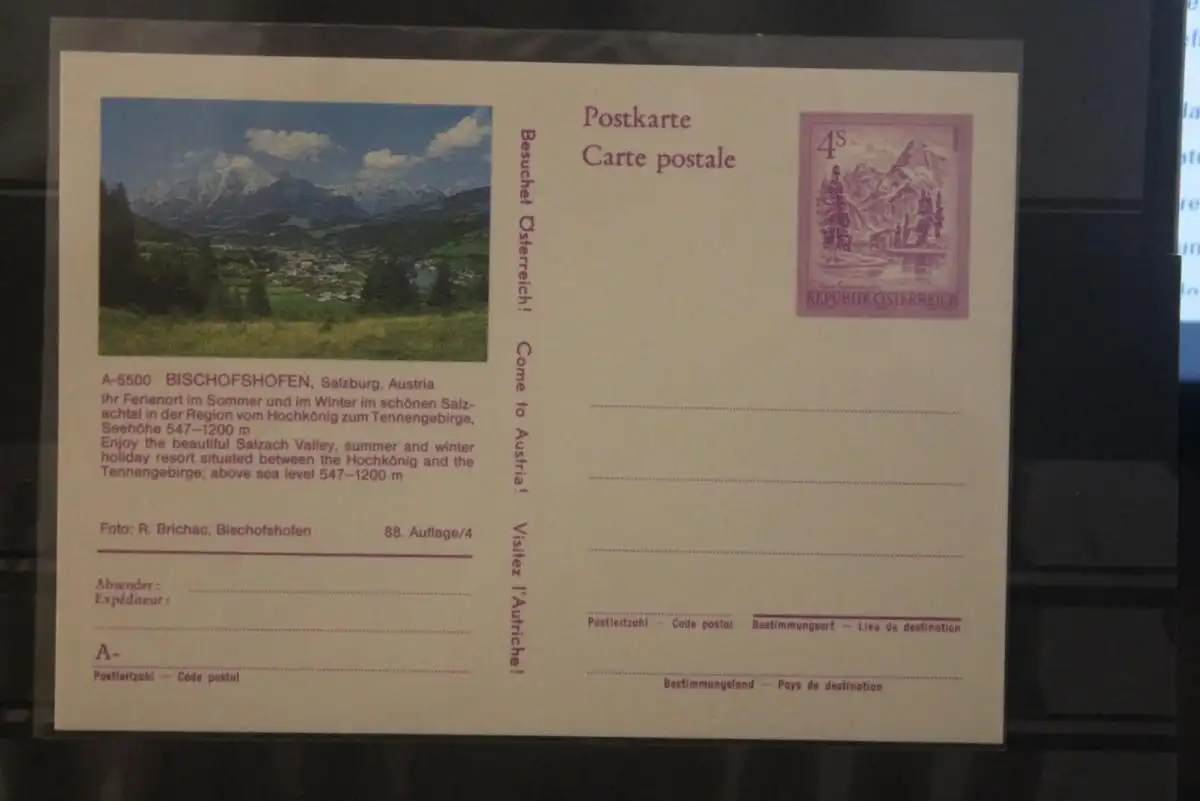 A-5500 BISCHOFSHOFEN, Salzburg, Austria
Ihr Ferienort im Sommer und im Winter im schönen Salz-
achtal in der Region vom Hochkönig zum Tennengebirge,
Seehöhe 547–1200 m
Enjoy the beautiful Salzach Valley, summer and winter
holiday resort situated between the Hochkönig and the
Tennengebirge; above sea level 547–1200 m
Foto: R. Brichac, Bischofshofen 88. Auflage/4
Absender:
Expéditeur:
A-
Postleitzahl — Code postal
Besuchet Österreich! Come to Austria! Visitez l'Autriche!
Postkarte
Carte postale
4S
REPUBLIK ÖSTERREICH
Postleitzahl — Code postal
Bestimmungsort — Lieu de destination
Bestimmungsland — Pays de destination